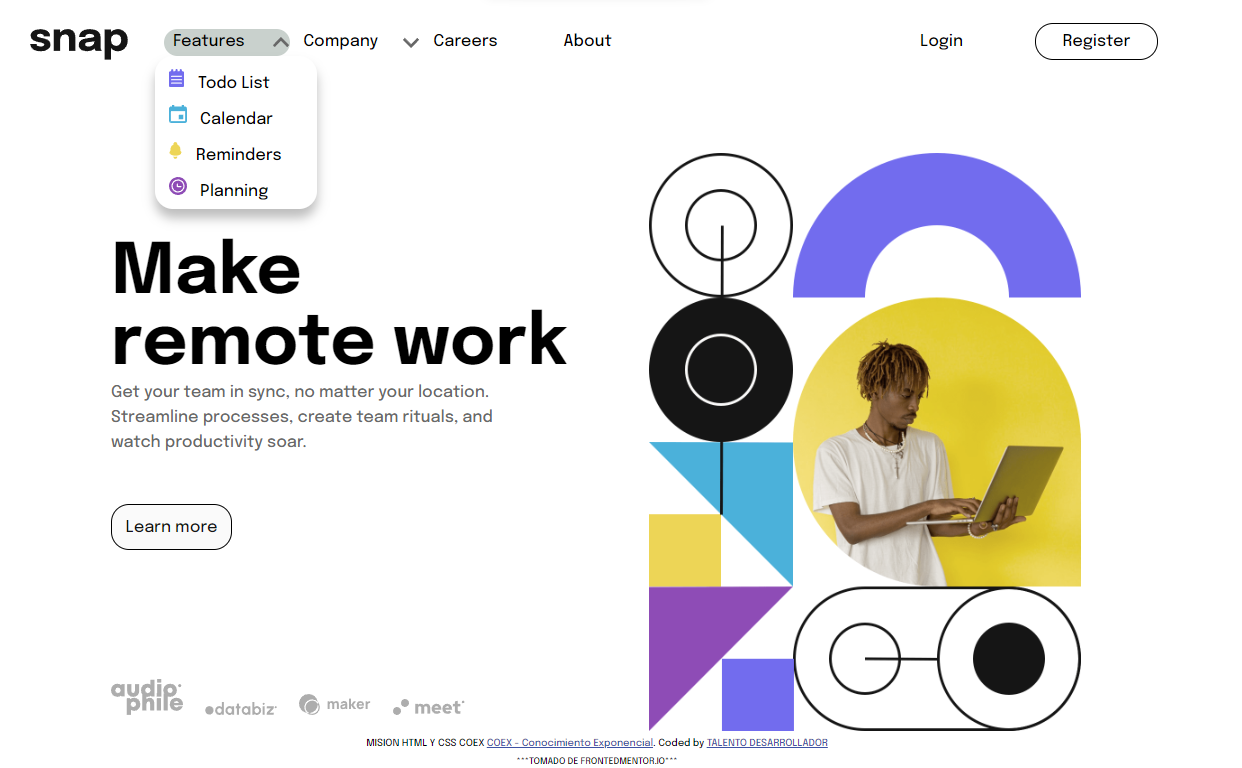 snap
Features
Company
Careers
About
Login
Register
Todo List
Calendar
Reminders
Planning
Make
remote work
Get your team in sync, no matter your location.
Streamline processes, create team rituals, and
watch productivity soar.
Learn more
audiophile
databiz
maker
meet
MISION HTML Y CSS COEX COEX - Conocimiento Exponencial. Coded by TALENTO DESARROLLADOR
***TOMADO DE FRONTEDMENTOR.IO***